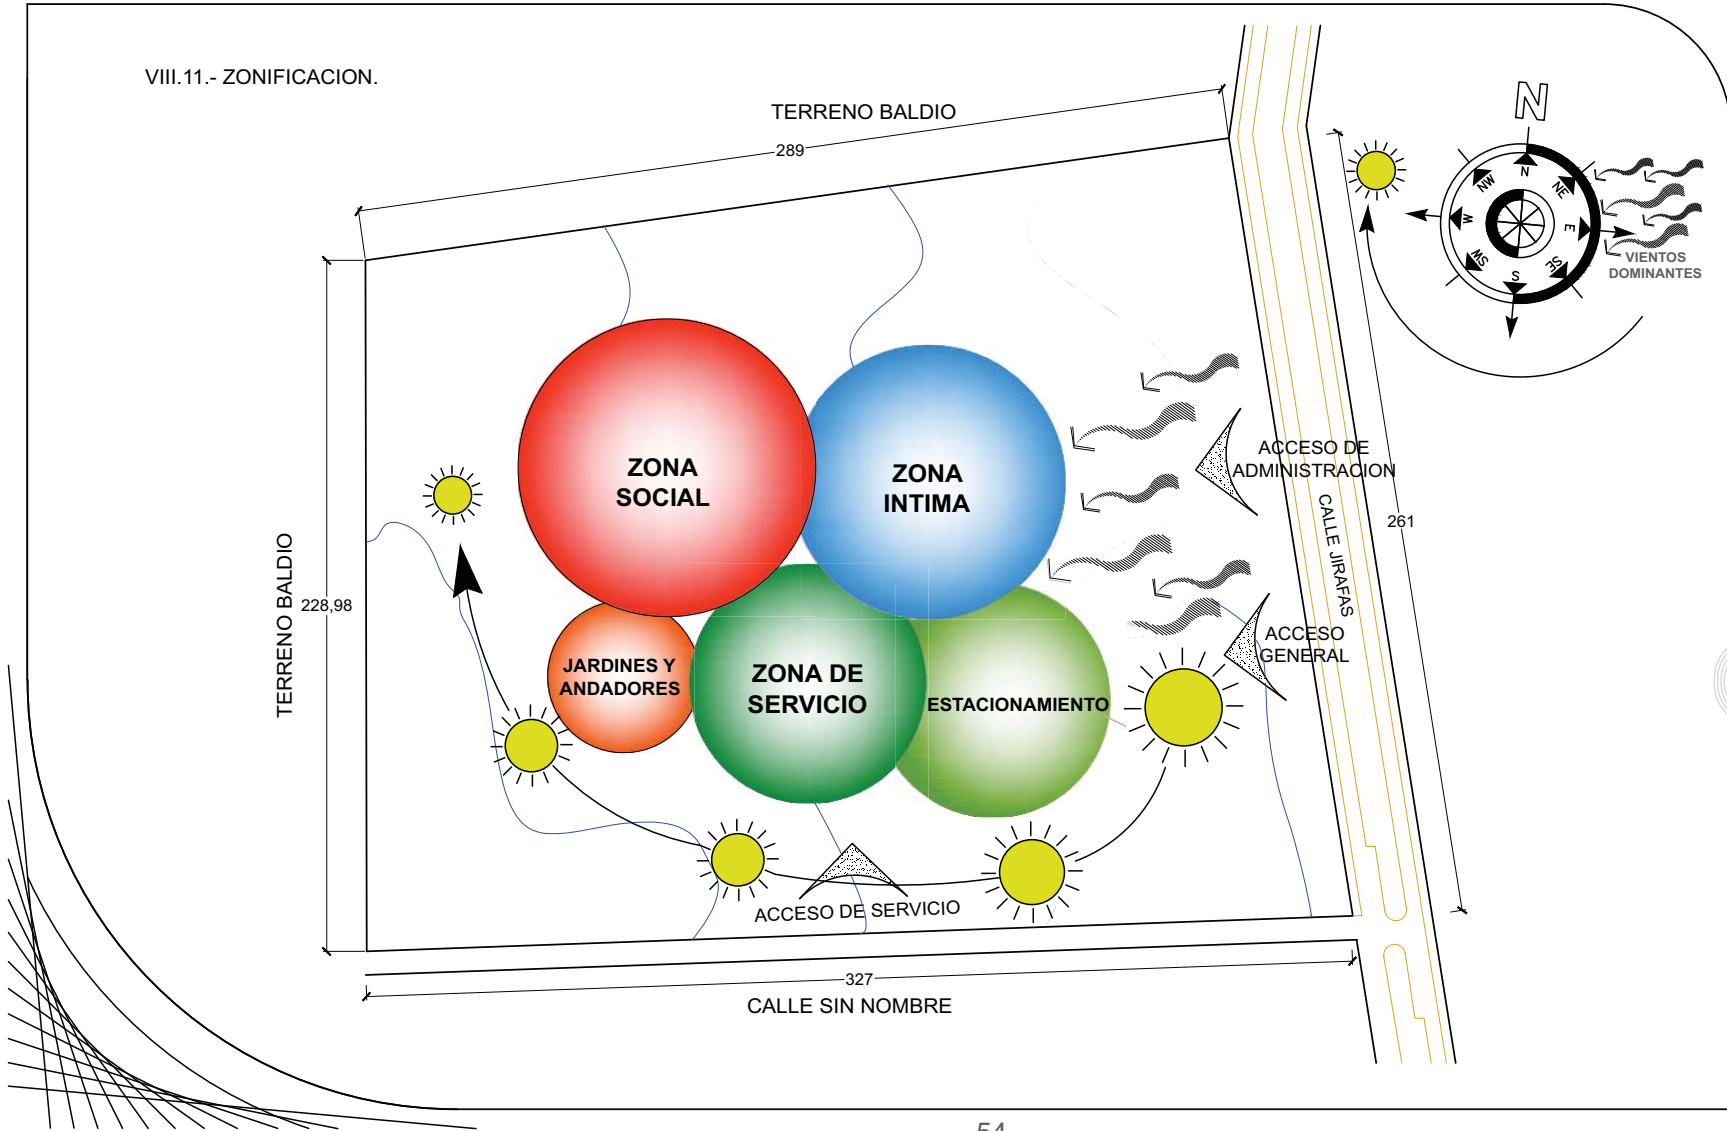 VIII.11.- ZONIFICACION.
TERRENO BALDIO
289
N
N
NE
E
SE
S
SW
W
NW
VIENTOS
DOMINANTES
TERRENO BALDIO
228,98
ZONA
SOCIAL
ZONA
INTIMA
ACCESO DE
ADMINISTRACION
CALLE JIRAFAS
261
JARDINES Y
ANDADORES
ZONA DE
SERVICIO
ESTACIONAMIENTO
ACCESO
GENERAL
ACCESO DE SERVICIO
327
CALLE SIN NOMBRE
54